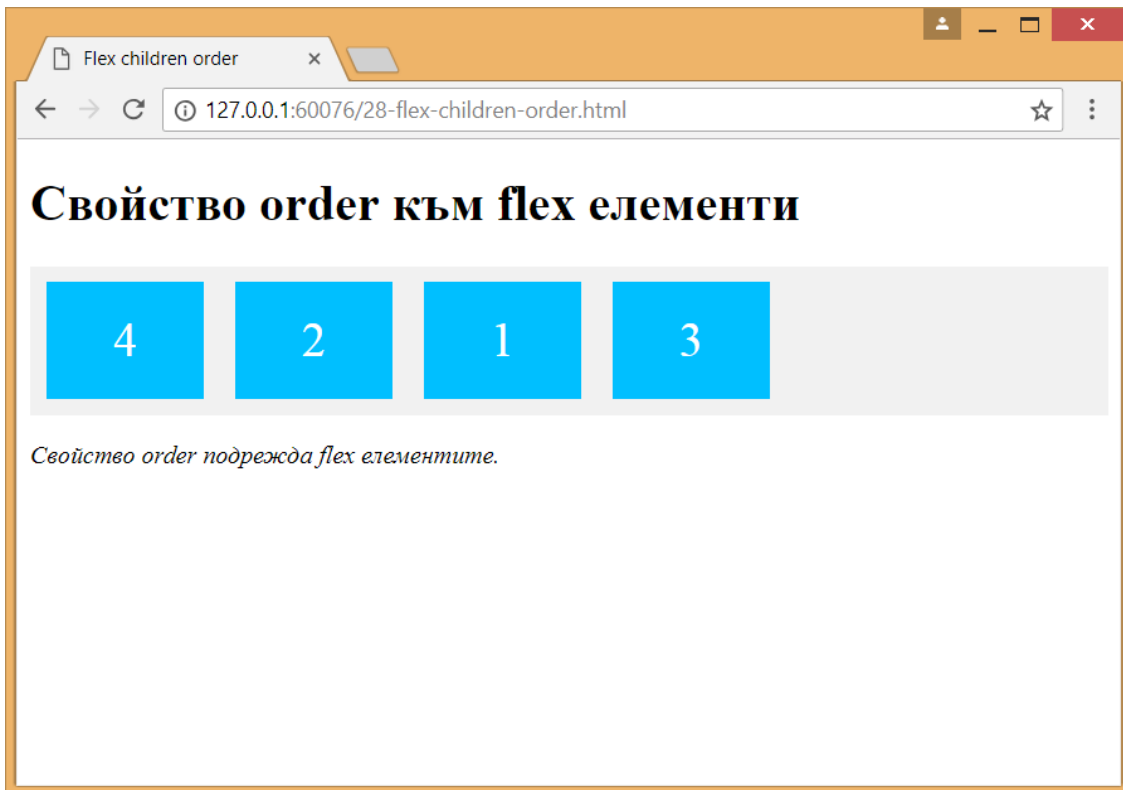 Flex children order
127.0.0.1:60076/28-flex-children-order.html
Свойство order към flex елементи
4 2 1 3
Свойство order подрежда flex елементите.